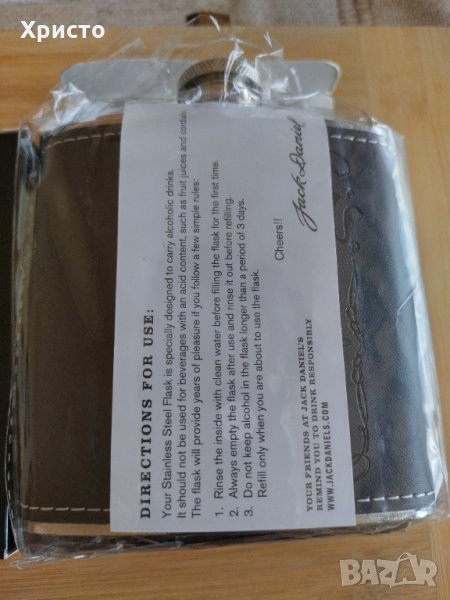 Христо
DIRECTIONS FOR USE:
Your Stainless Steel Flask is specially designed to carry alcoholic drinks.
It should not be used for beverages with an acid content, such as fruit juices and cordials
The flask will provide years of pleasure if you follow a few simple rules:
1. Rinse the inside with clean water before filling the flask for the first time.
2. Always empty the flask after use and rinse it out before refilling.
3. Do not keep alcohol in the flask longer than a period of 3 days.
Refill only when you are about to use the flask.
Cheers!!
Jack Daniel
YOUR FRIENDS AT JACK DANIEL'S
REMIND YOU TO DRINK RESPONSIBLY
WWW.JACKDANIELS.COM
BAZAR